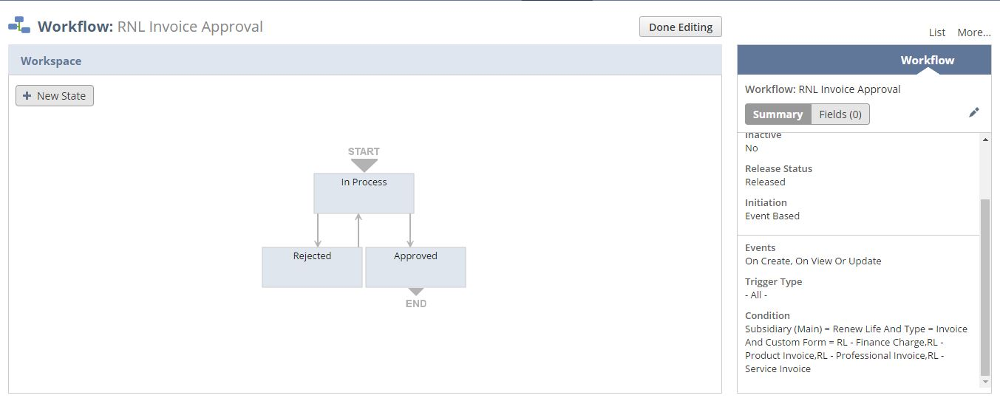 Workflow: RNL Invoice Approval
Done Editing
List More...
Workspace
New State
START
In Process
Rejected
Approved
END
Workflow
Workflow: RNL Invoice Approval
Summary Fields (0)
Inactive
No
Release Status
Released
Initiation
Event Based
Events
On Create, On View Or Update
Trigger Type
- All -
Condition
Subsidiary (Main) = Renew Life And Type = Invoice
And Custom Form = RL - Finance Charge,RL -
Product Invoice,RL - Professional Invoice,RL -
Service Invoice